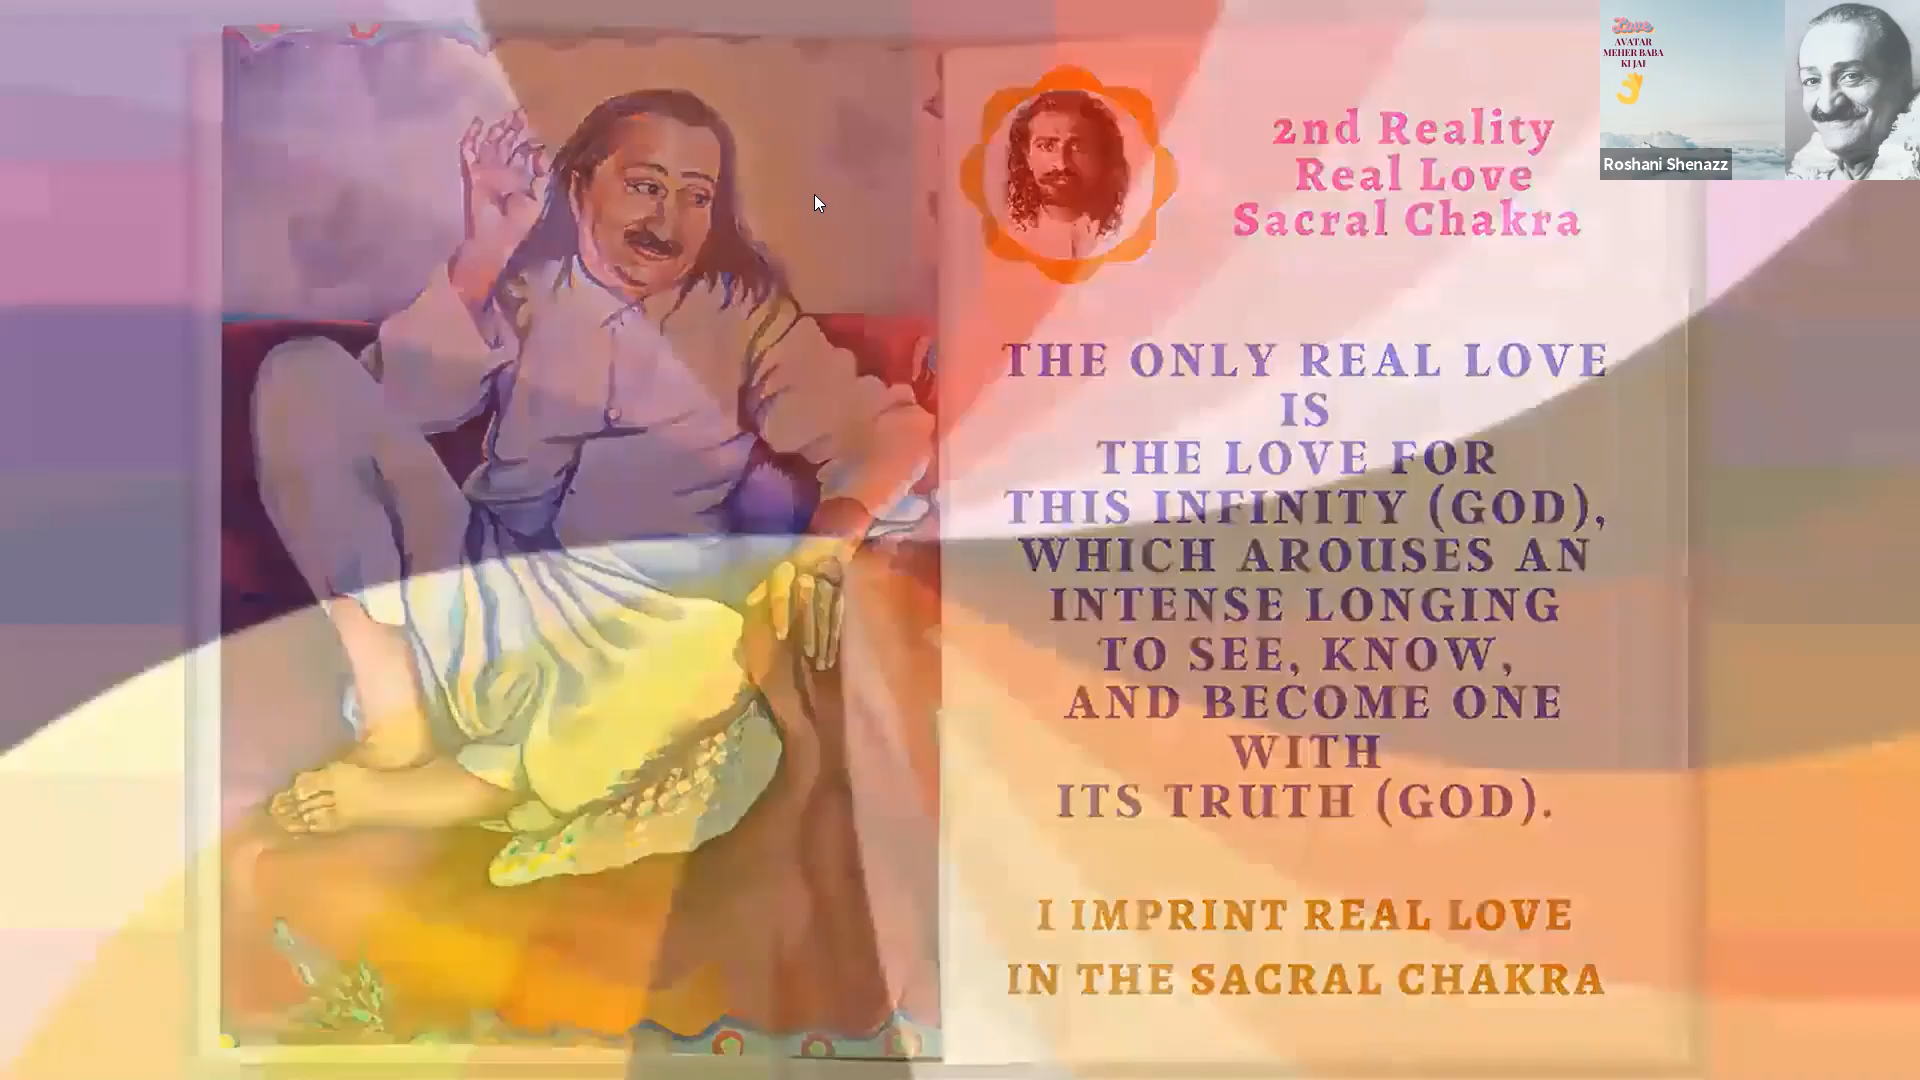 2nd Reality
Real Love
Sacral Chakra
THE ONLY REAL LOVE
IS
THE LOVE FOR
THIS INFINITY (GOD),
WHICH AROUSES AN
INTENSE LONGING
TO SEE, KNOW,
AND BECOME ONE
WITH
ITS TRUTH (GOD).
I IMPRINT REAL LOVE
IN THE SACRAL CHAKRA
Love
AVATAR
MEHER BABA
KI JAI
Roshani Shenazz